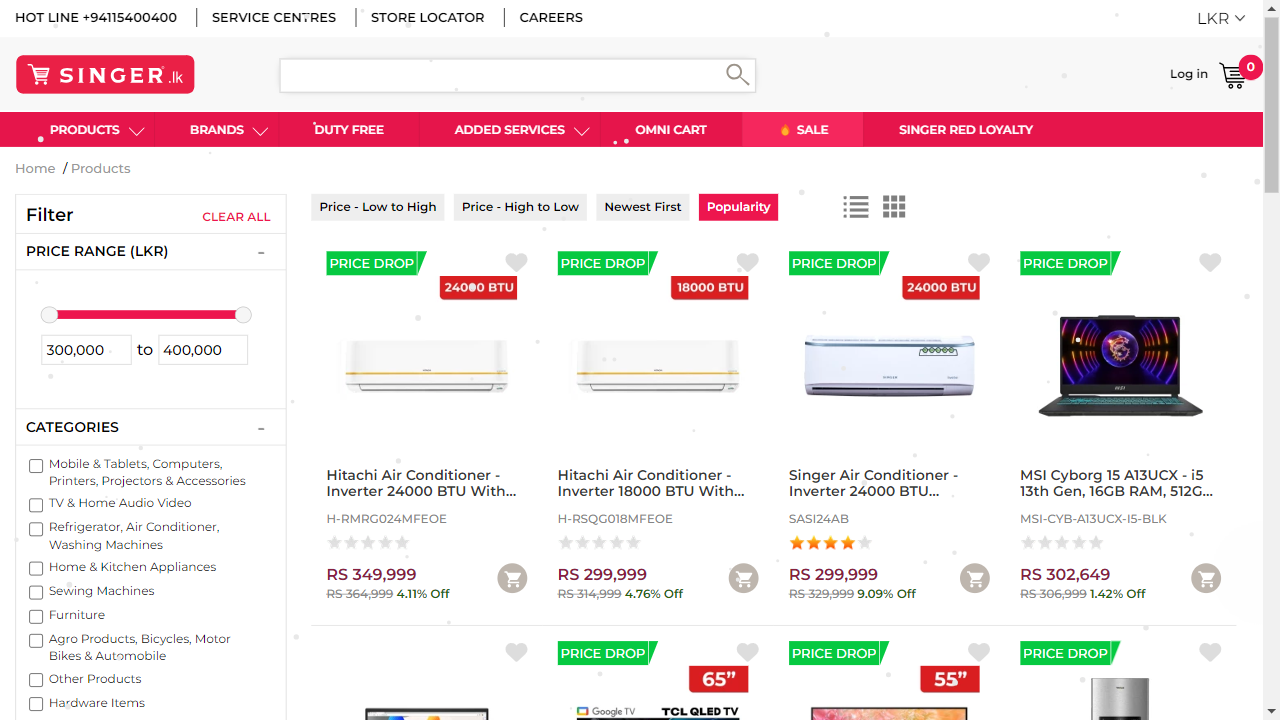 HOT LINE +94115400400
SERVICE CENTRES
STORE LOCATOR
CAREERS
LKR
SINGER.lk
Log in
0
PRODUCTS
BRANDS
DUTY FREE
ADDED SERVICES
OMNI CART
SALE
SINGER RED LOYALTY
Home / Products
Filter
CLEAR ALL
PRICE RANGE (LKR) -
300,000 to 400,000
CATEGORIES -
Mobile & Tablets, Computers,
Printers, Projectors & Accessories
TV & Home Audio Video
Refrigerator, Air Conditioner,
Washing Machines
Home & Kitchen Appliances
Sewing Machines
Furniture
Agro Products, Bicycles, Motor
Bikes & Automobile
Other Products
Hardware Items
Price - Low to High
Price - High to Low
Newest First
Popularity
PRICE DROP
24000 BTU
Hitachi Air Conditioner -
Inverter 24000 BTU With...
H-RMRG024MFEOE
RS 349,999
RS 364,999 4.11% Off
PRICE DROP
18000 BTU
Hitachi Air Conditioner -
Inverter 18000 BTU With...
H-RSQG018MFEOE
RS 299,999
RS 314,999 4.76% Off
PRICE DROP
24000 BTU
SINGER
Singer Air Conditioner -
Inverter 24000 BTU...
SASI24AB
RS 299,999
RS 329,999 9.09% Off
PRICE DROP
MSI
MSI Cyborg 15 A13UCX - i5
13th Gen, 16GB RAM, 512G...
MSI-CYB-A13UCX-I5-BLK
RS 302,649
RS 306,999 1.42% Off
PRICE DROP
65”
Google TV
TCL QLED TV
PRICE DROP
55”
PRICE DROP